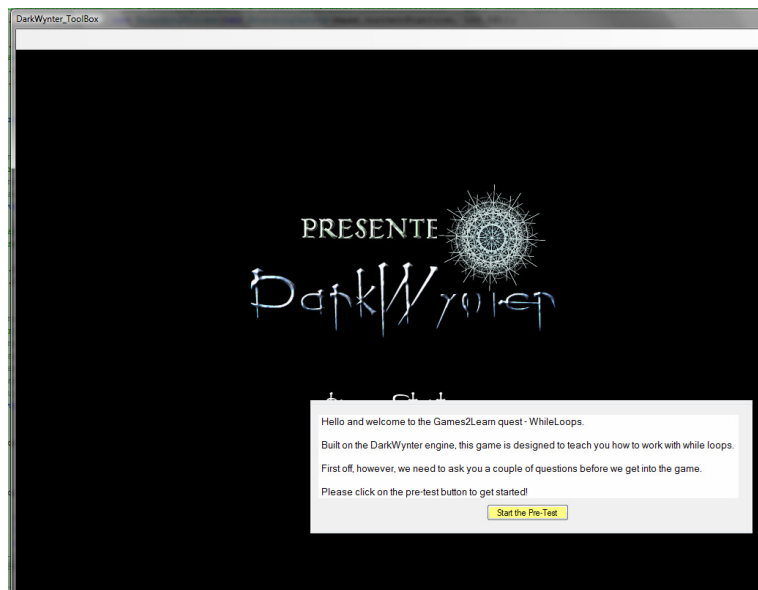 DarkWynter_ToolBox
PRESENTE
DarkWynter
Hello and welcome to the Games2Learn quest - WhileLoops.
Built on the DarkWynter engine, this game is designed to teach you how to work with while loops.
First off, however, we need to ask you a couple of questions before we get into the game.
Please click on the pre-test button to get started!
Start the Pre-Test